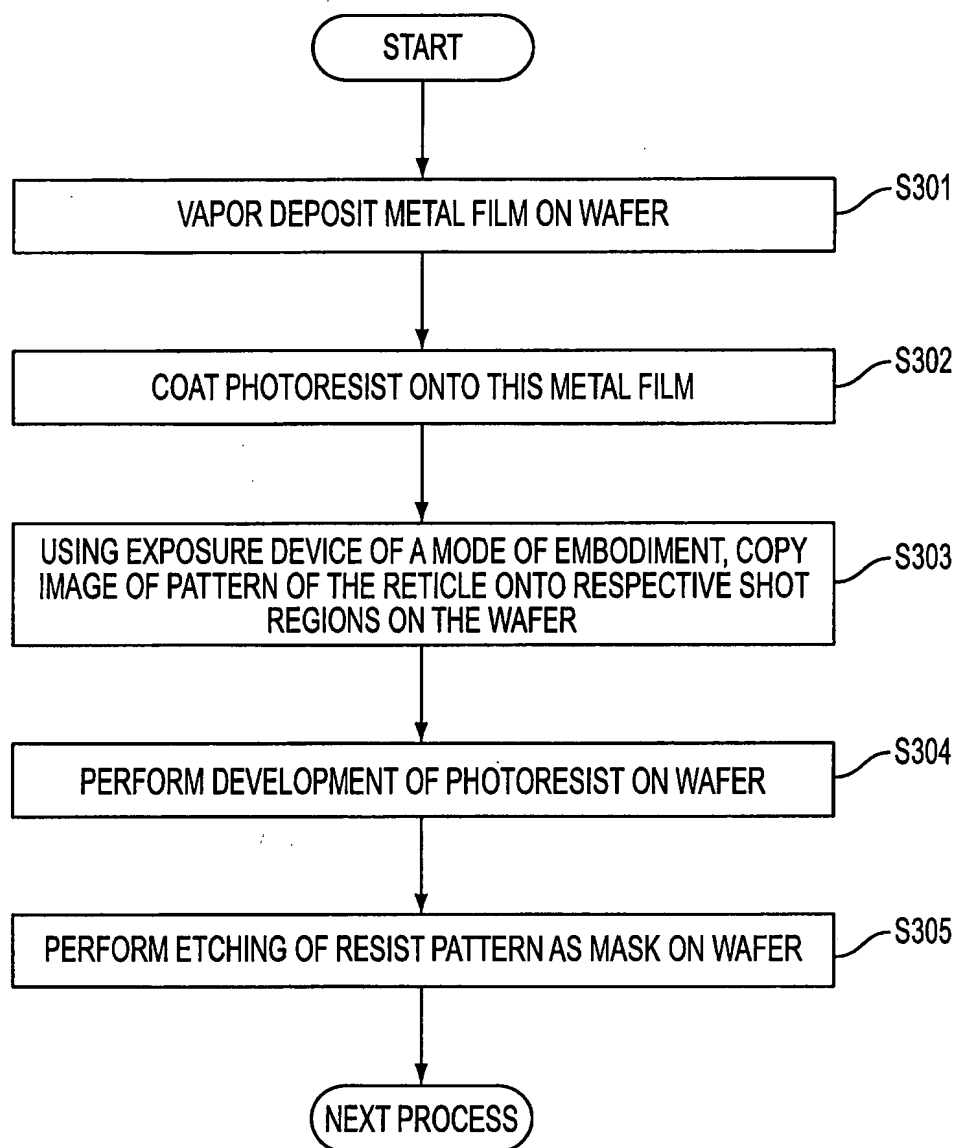 START
VAPOR DEPOSIT METAL FILM ON WAFER
S301
COAT PHOTORESIST ONTO THIS METAL FILM
S302
USING EXPOSURE DEVICE OF A MODE OF EMBODIMENT, COPY
IMAGE OF PATTERN OF THE RETICLE ONTO RESPECTIVE SHOT
REGIONS ON THE WAFER
S303
PERFORM DEVELOPMENT OF PHOTORESIST ON WAFER
S304
PERFORM ETCHING OF RESIST PATTERN AS MASK ON WAFER
S305
NEXT PROCESS